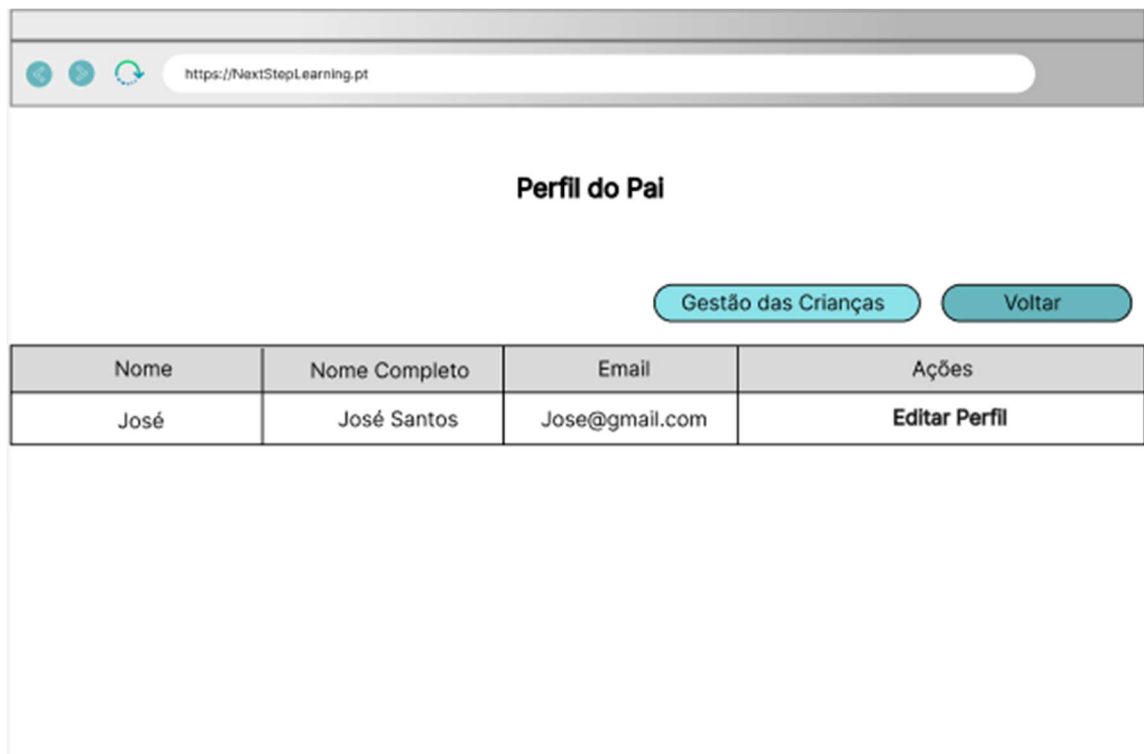 https://NextStepLearning.pt
Perfil do Pai
Gestão das Crianças Voltar
Nome Nome Completo Email Ações
José José Santos Jose@gmail.com Editar Perfil